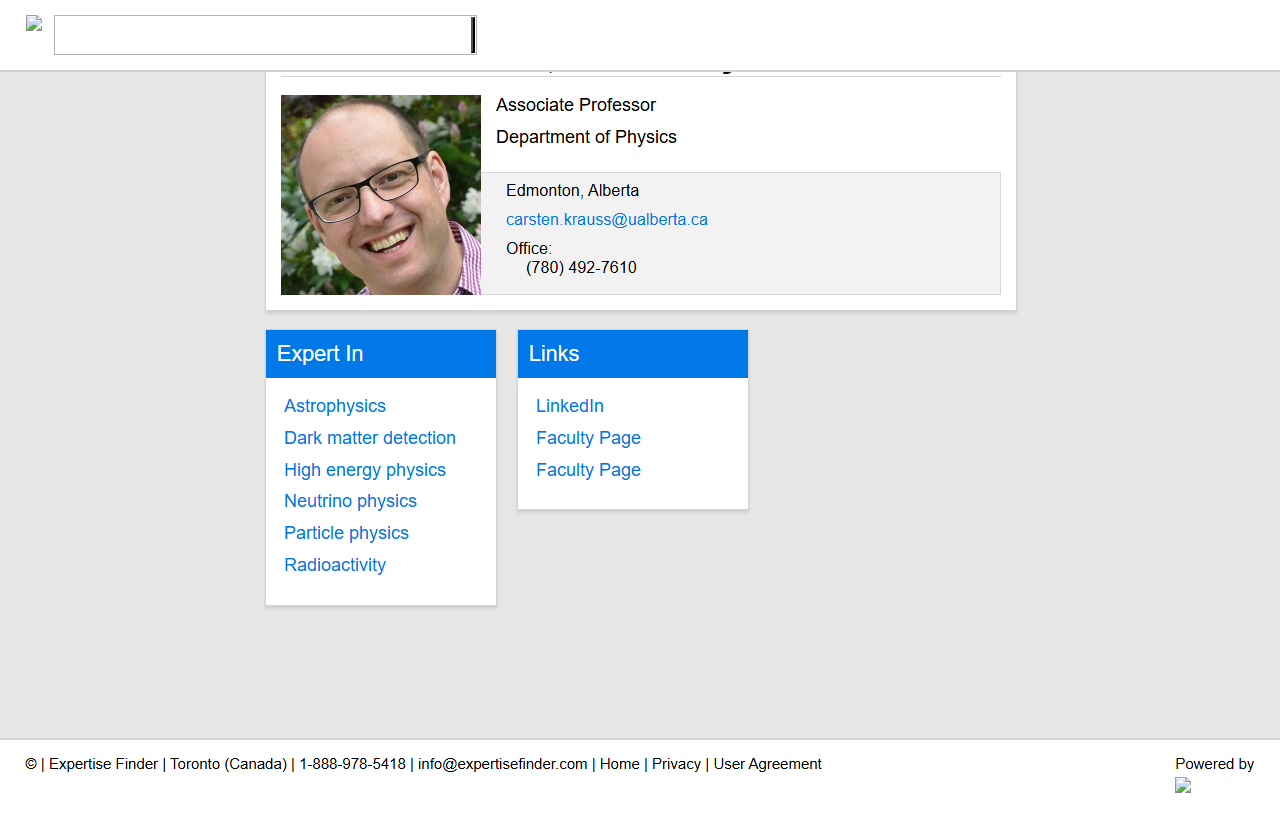 Associate Professor
Department of Physics
Edmonton, Alberta
carsten.krauss@ualberta.ca
Office:
(780) 492-7610
Expert In
Astrophysics
Dark matter detection
High energy physics
Neutrino physics
Particle physics
Radioactivity
Links
LinkedIn
Faculty Page
Faculty Page
© | Expertise Finder | Toronto (Canada) | 1-888-978-5418 | info@expertisefinder.com | Home | Privacy | User Agreement
Powered by